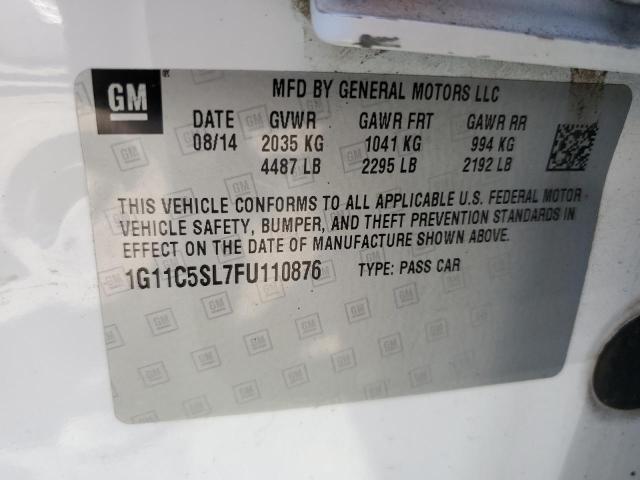 GM
MFD BY GENERAL MOTORS LLC
DATE GVWR GAWR FRT GAWR RR
08/14 2035 KG 1041 KG 994 KG
4487 LB 2295 LB 2192 LB
THIS VEHICLE CONFORMS TO ALL APPLICABLE U.S. FEDERAL MOTOR
VEHICLE SAFETY, BUMPER, AND THEFT PREVENTION STANDARDS IN
EFFECT ON THE DATE OF MANUFACTURE SHOWN ABOVE.
1G11C5SL7FU110876 TYPE: PASS CAR